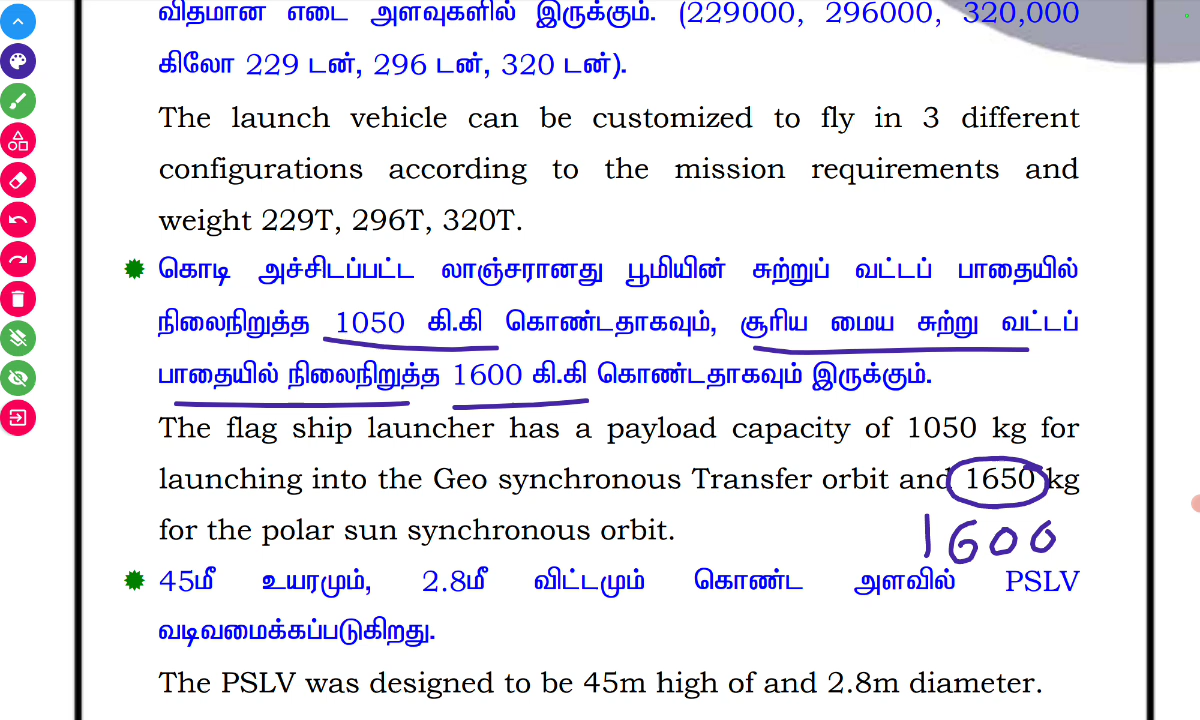 விதமான எடை அளவுகளில் இருக்கும். (229000, 296000, 320,000
கிலோ 229 டன், 296 டன், 320 டன்).
The launch vehicle can be customized to fly in 3 different
configurations according to the mission requirements and
weight 229T, 296T, 320T.
கொடி அச்சிடப்பட்ட லாஞ்சரானது பூமியின் சுற்றுப் வட்டப் பாதையில்
நிலைநிறுத்த 1050 கி.கி கொண்டதாகவும், சூரிய மைய சுற்று வட்டப்
பாதையில் நிலைநிறுத்த 1600 கி.கி கொண்டதாகவும் இருக்கும்.
The flag ship launcher has a payload capacity of 1050 kg for
launching into the Geo synchronous Transfer orbit and 1650 kg
for the polar sun synchronous orbit.
1600
45மீ உயரமும், 2.8மீ விட்டமும் கொண்ட அளவில் PSLV
வடிவமைக்கப்படுகிறது.
The PSLV was designed to be 45m high of and 2.8m diameter.